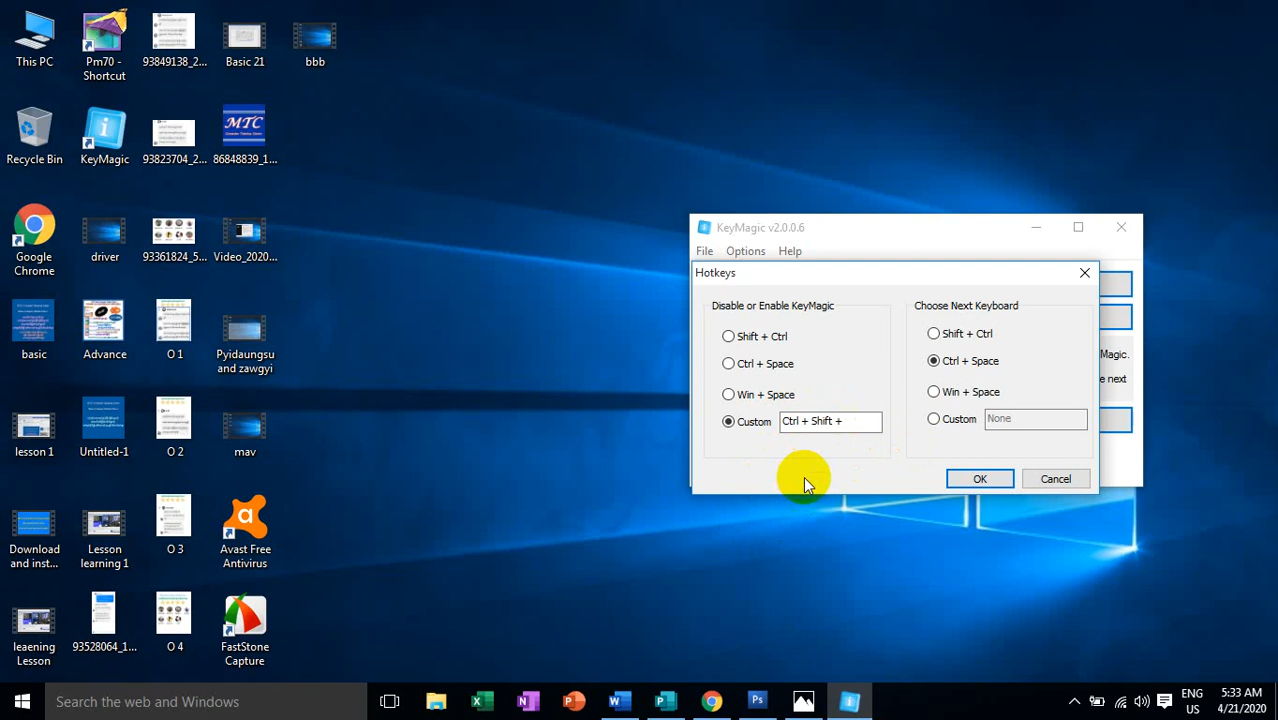 This PC
Pm70 -
Shortcut
93849138_2...
Basic 21
bbb
Recycle Bin
KeyMagic
93823704_2...
MTC
86848839_1...
Google
Chrome
driver
93361824_5...
Video_2020...
basic
Advance
O 1
Pyidaungsu
and zawgyi
lesson 1
Untitled-1
O 2
mav
Download
and inst...
Lesson
learning 1
O 3
Avast Free
Antivirus
leaening
Lesson
93528064_1...
O 4
FastStone
Capture
KeyMagic v2.0.0.6
File Options Help
Magic.
e next
Hotkeys
Disable or Enable KeyMagic
Shift + Ctrl
Ctrl + Space
Win + Space
Custom Ctrl + Shift +
Choose Next Keyboard
Shift + Ctrl
Ctrl + Space
Win + Space
Custom None
OK Cancel
Search the web and Windows
ENG
US
5:33 AM
4/21/2020